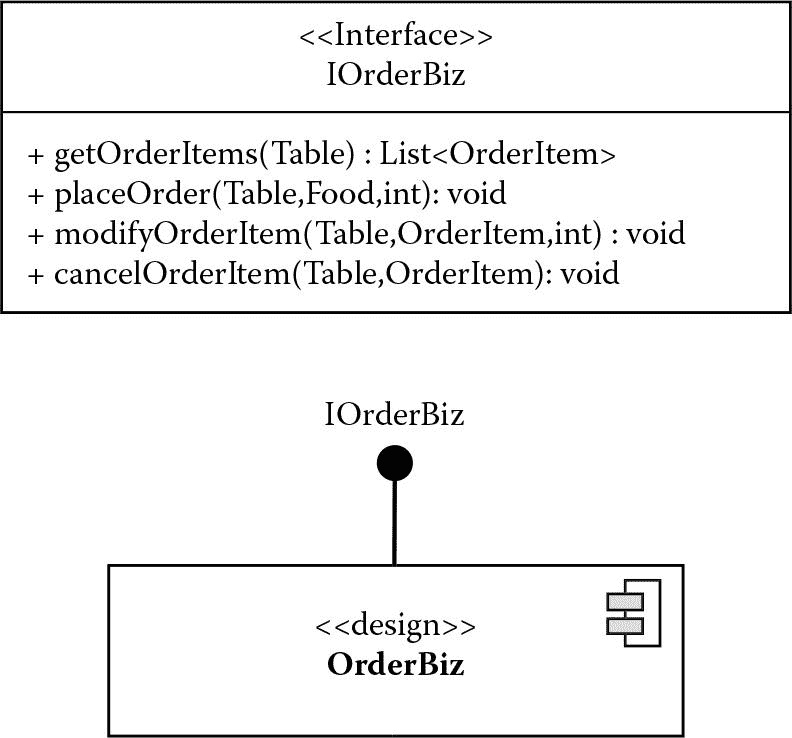 <<Interface>>
IOrderBiz
+ getOrderItems(Table) : List<OrderItem>
+ placeOrder(Table,Food,int): void
+ modifyOrderItem(Table,OrderItem,int) : void
+ cancelOrderItem(Table,OrderItem): void
IOrderBiz
<<design>>
OrderBiz